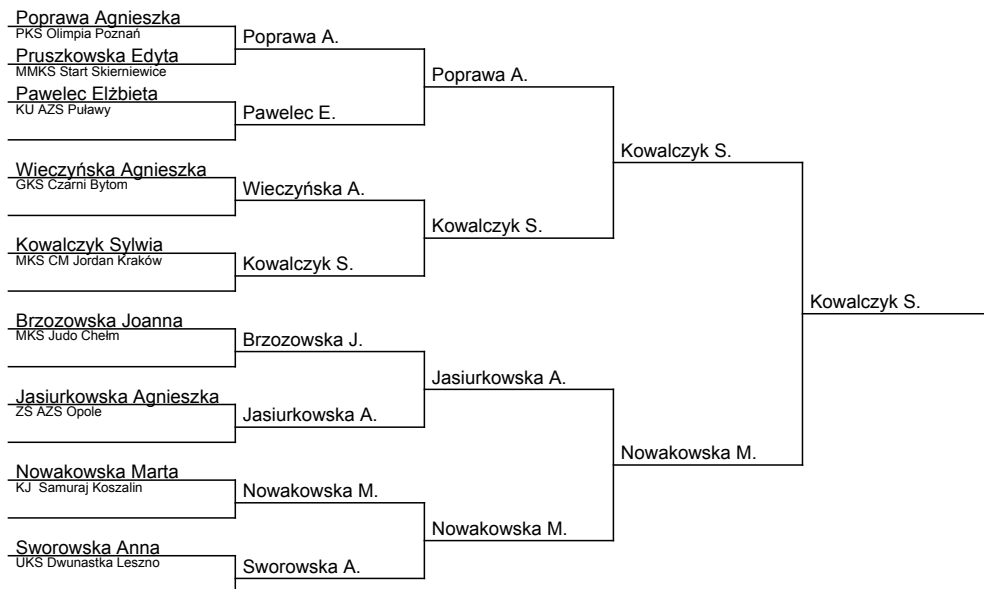 Poprawa Agnieszka
PKS Olimpia Poznań
Poprawa A.
Pruszkowska Edyta
MMKS Start Skierniewice
Poprawa A.
Pawelec Elżbieta
KU AZS Puławy
Pawelec E.
Kowalczyk S.
Wieczyńska Agnieszka
GKS Czarni Bytom
Wieczyńska A.
Kowalczyk S.
Kowalczyk Sylwia
MKS CM Jordan Kraków
Kowalczyk S.
Kowalczyk S.
Brzozowska Joanna
MKS Judo Chełm
Brzozowska J.
Jasiurkowska A.
Jasiurkowska Agnieszka
ZS AZS Opole
Jasiurkowska A.
Nowakowska M.
Nowakowska Marta
KJ  Samuraj Koszalin
Nowakowska M.
Nowakowska M.
Sworowska Anna
UKS Dwunastka Leszno
Sworowska A.